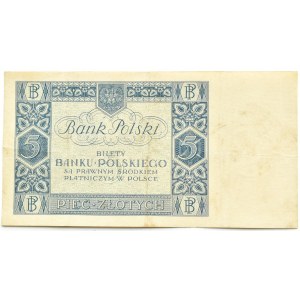 BP BP
Bank Polski
BILETY
BANKU·POLSKIEGO
5 SĄ PRAWNYM ŚRODKIEM 5
PŁATNICZYM W POLSCE
BP PIĘĆ·ZŁOTYCH BP